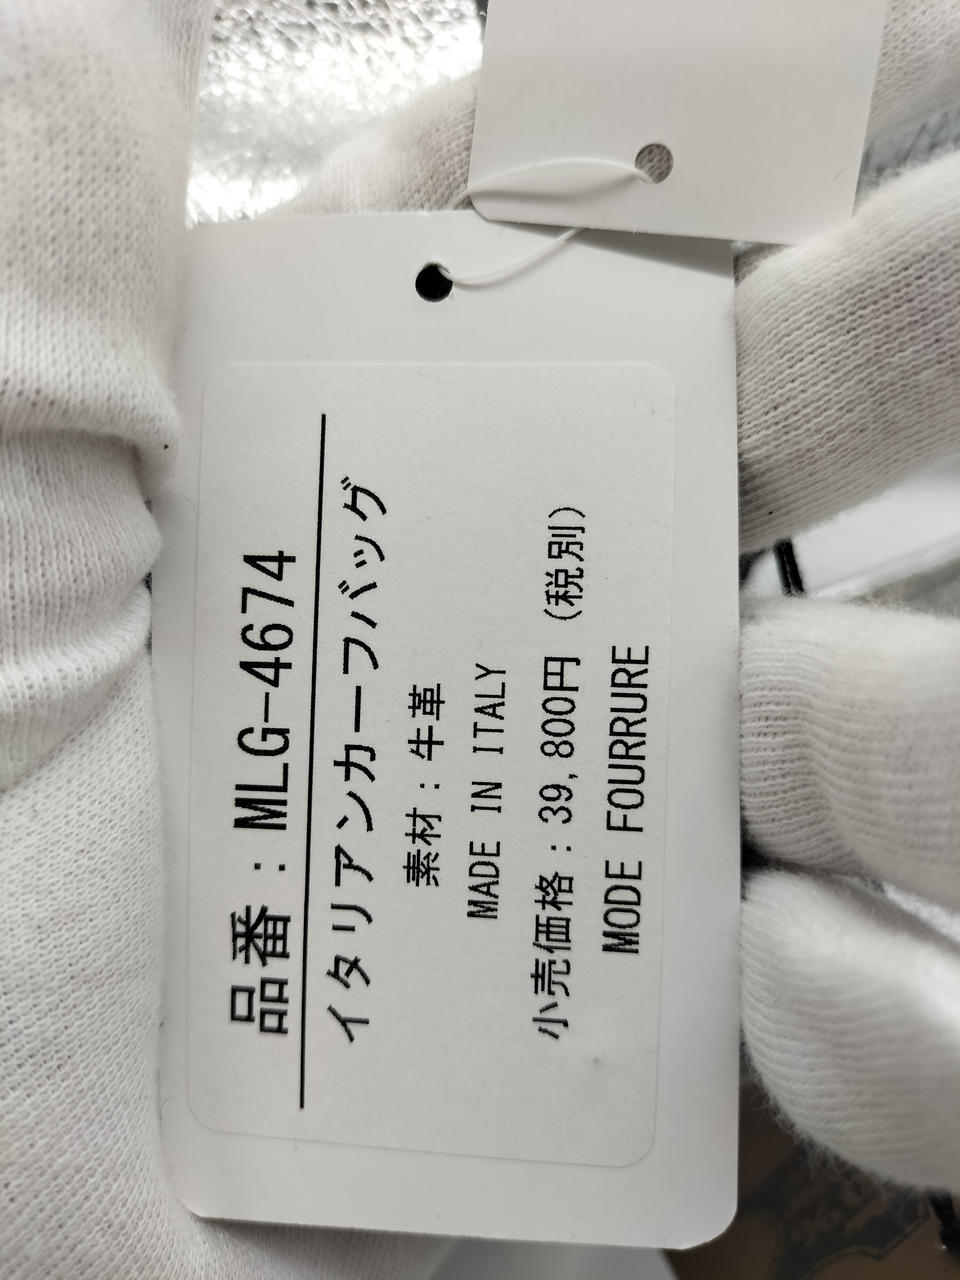 品番：MLG-4674
イタリアンカーフバッグ
素材：牛革
MADE IN ITALY
小売価格：39,800円 （税別）
MODE FOURRURE